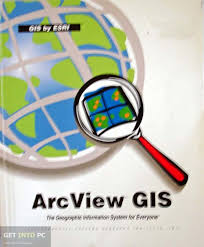 GIS by ESRI
ArcView GIS
The Geographic Information System for Everyone
GET INTO PC